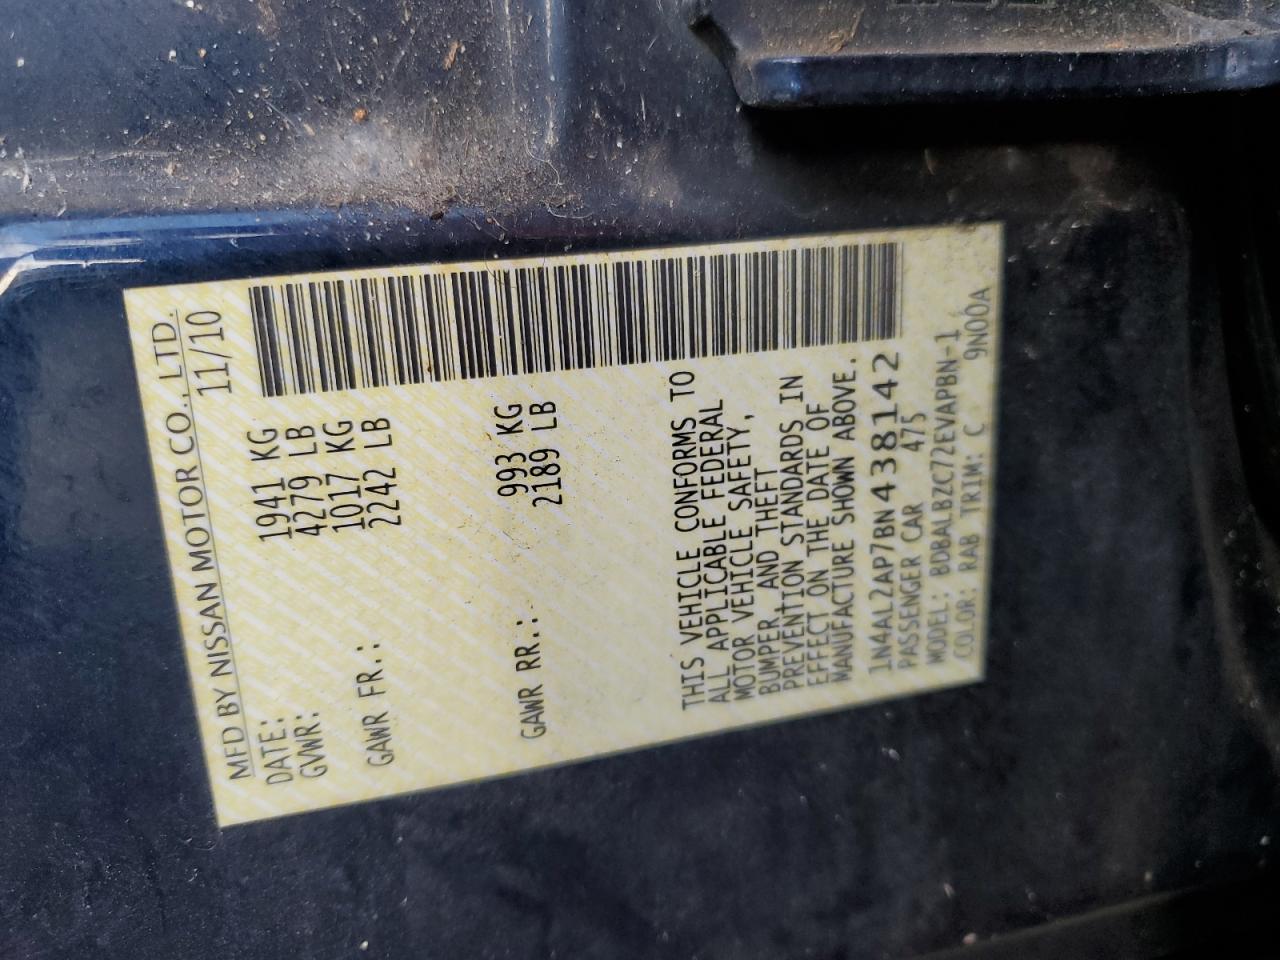 MFD BY NISSAN MOTOR CO., LTD.
DATE: 11/10
GVWR: 1941 KG
4279 LB
GAWR FR.: 1017 KG
2242 LB
GAWR RR.: 993 KG
2189 LB
THIS VEHICLE CONFORMS TO
ALL APPLICABLE FEDERAL
MOTOR VEHICLE SAFETY,
BUMPER, AND THEFT
PREVENTION STANDARDS IN
EFFECT ON THE DATE OF
MANUFACTURE SHOWN ABOVE.
1N4AL2AP7BN438142
PASSENGER CAR 475
MODEL: BDBALBZC72EVAPBN-1
COLOR: RAB TRIM: C 9N00A